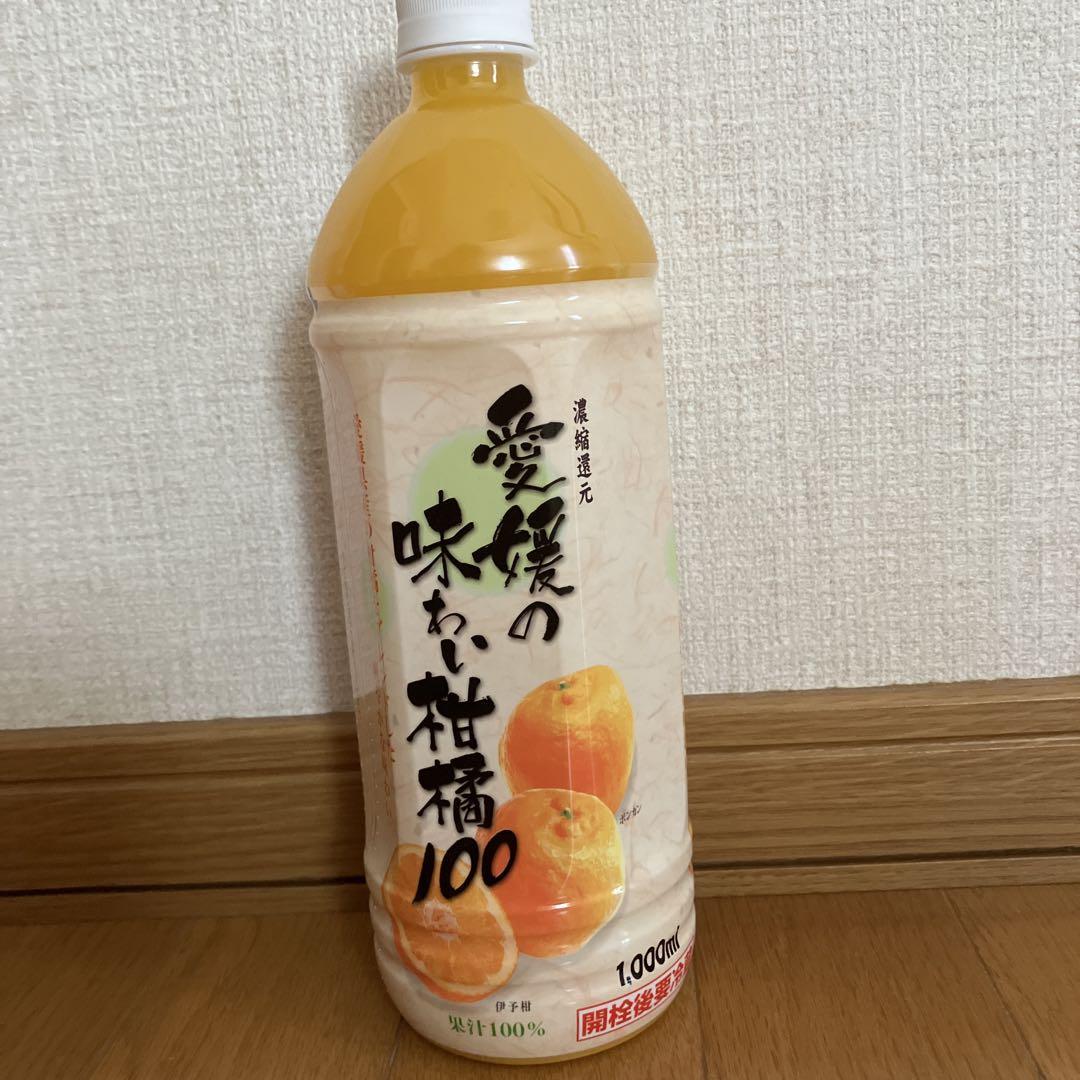 濃縮還元
愛媛の
味わい柑橘
100
ポンカン
伊予柑
果汁100%
1,000ml
開栓後要冷